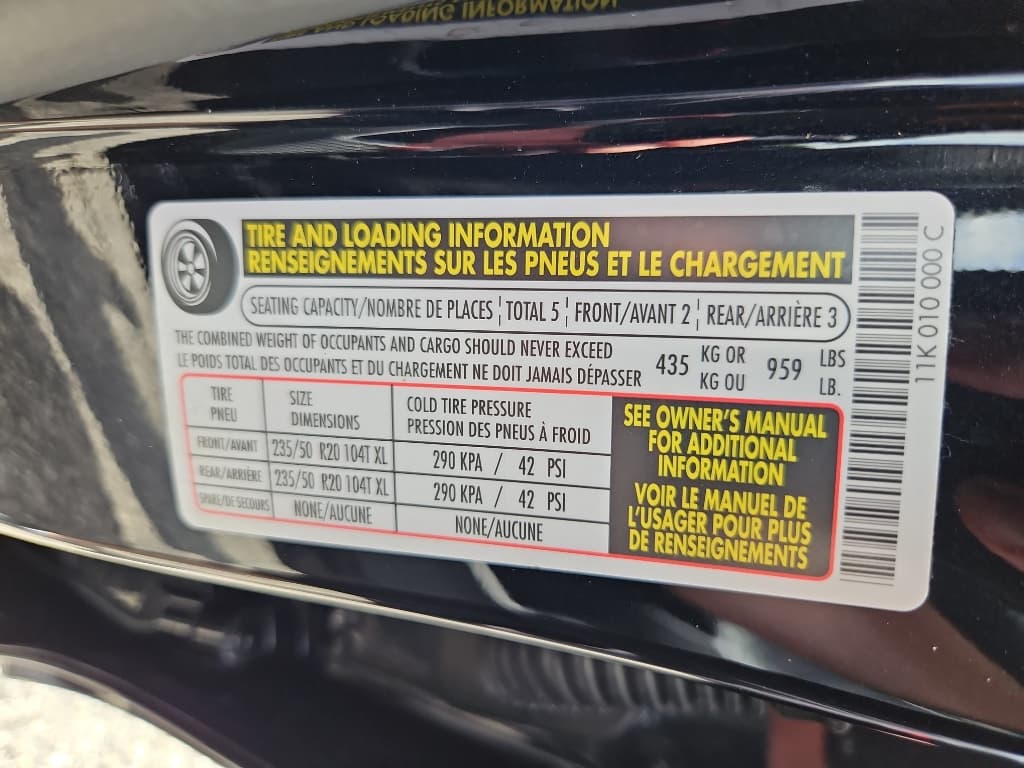 TIRE AND LOADING INFORMATION
RENSEIGNEMENTS SUR LES PNEUS ET LE CHARGEMENT
SEATING CAPACITY/NOMBRE DE PLACES TOTAL 5 FRONT/AVANT 2 REAR/ARRIÈRE 3
THE COMBINED WEIGHT OF OCCUPANTS AND CARGO SHOULD NEVER EXCEED
LE POIDS TOTAL DES OCCUPANTS ET DU CHARGEMENT NE DOIT JAMAIS DÉPASSER
435 KG OR 959 LBS
KG OU LB.
TIRE
PNEU
SIZE
DIMENSIONS
COLD TIRE PRESSURE
PRESSION DES PNEUS À FROID
FRONT/AVANT 235/50 R20 104T XL 290 KPA / 42 PSI
REAR/ARRIÈRE 235/50 R20 104T XL 290 KPA / 42 PSI
SPARE/DE SECOURS NONE/AUCUNE NONE/AUCUNE
SEE OWNER'S MANUAL
FOR ADDITIONAL
INFORMATION
VOIR LE MANUEL DE
L'USAGER POUR PLUS
DE RENSEIGNEMENTS
11K 010 000 C